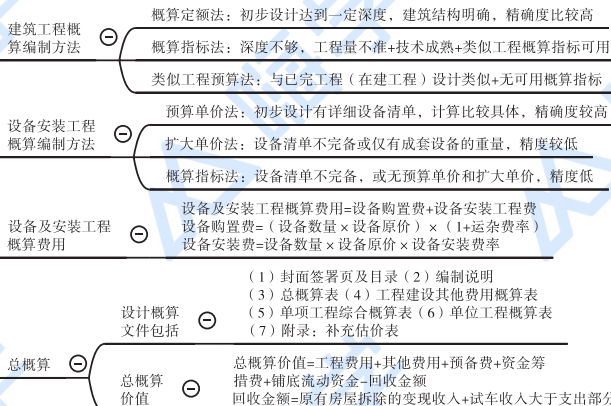 建筑工程概
算编制方法
概算定额法：初步设计达到一定深度，建筑结构明确，精确度比较高
概算指标法：深度不够，工程量不准+技术成熟+类似工程概算指标可用
类似工程预算法：与已完工程（在建工程）设计类似+无可用概算指标
设备安装工程
概算编制方法
预算单价法：初步设计有详细设备清单，计算比较具体，精确度较高
扩大单价法：设备清单不完备或仅有成套设备的重量，精度较低
概算指标法：设备清单不完备，或无预算单价和扩大单价，精度低
设备及安装工程
概算费用
设备及安装工程概算费用=设备购置费+设备安装工程费
设备购置费=（设备数量×设备原价）×（1+运杂费率）
设备安装费=设备数量×设备原价×设备安装费率
总概算
设计概算
文件包括
（1）封面签署页及目录（2）编制说明
（3）总概算表（4）工程建设其他费用概算表
（5）单项工程综合概算表（6）单位工程概算表
（7）附录：补充估价表
总概算
价值
总概算价值=工程费用+其他费用+预备费+资金筹
措费+铺底流动资金-回收金额
回收金额=原有房屋拆除的变现收入+试车收入大于支出部分